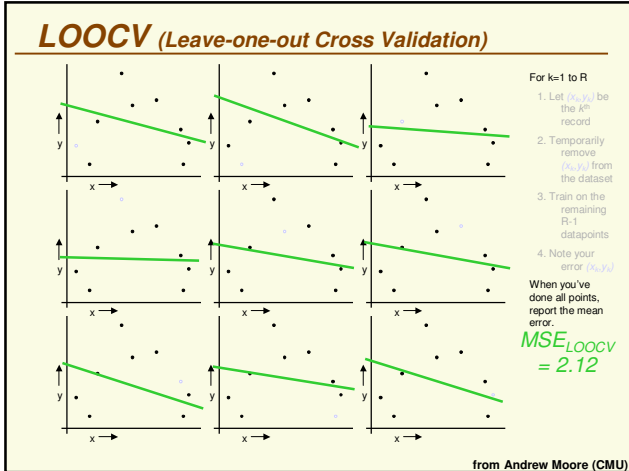 LOOCV (Leave-one-out Cross Validation)
y
x
y
x
y
x
y
x
y
x
y
x
y
x
y
x
y
x
For k=1 to R
1. Let (xk,yk) be
the kth
record
2. Temporarily
remove
(xk,yk) from
the dataset
3. Train on the
remaining
R-1
datapoints
4. Note your
error (xk,yk)
When you've
done all points,
report the mean
error.
MSELOOCV
= 2.12
from Andrew Moore (CMU)